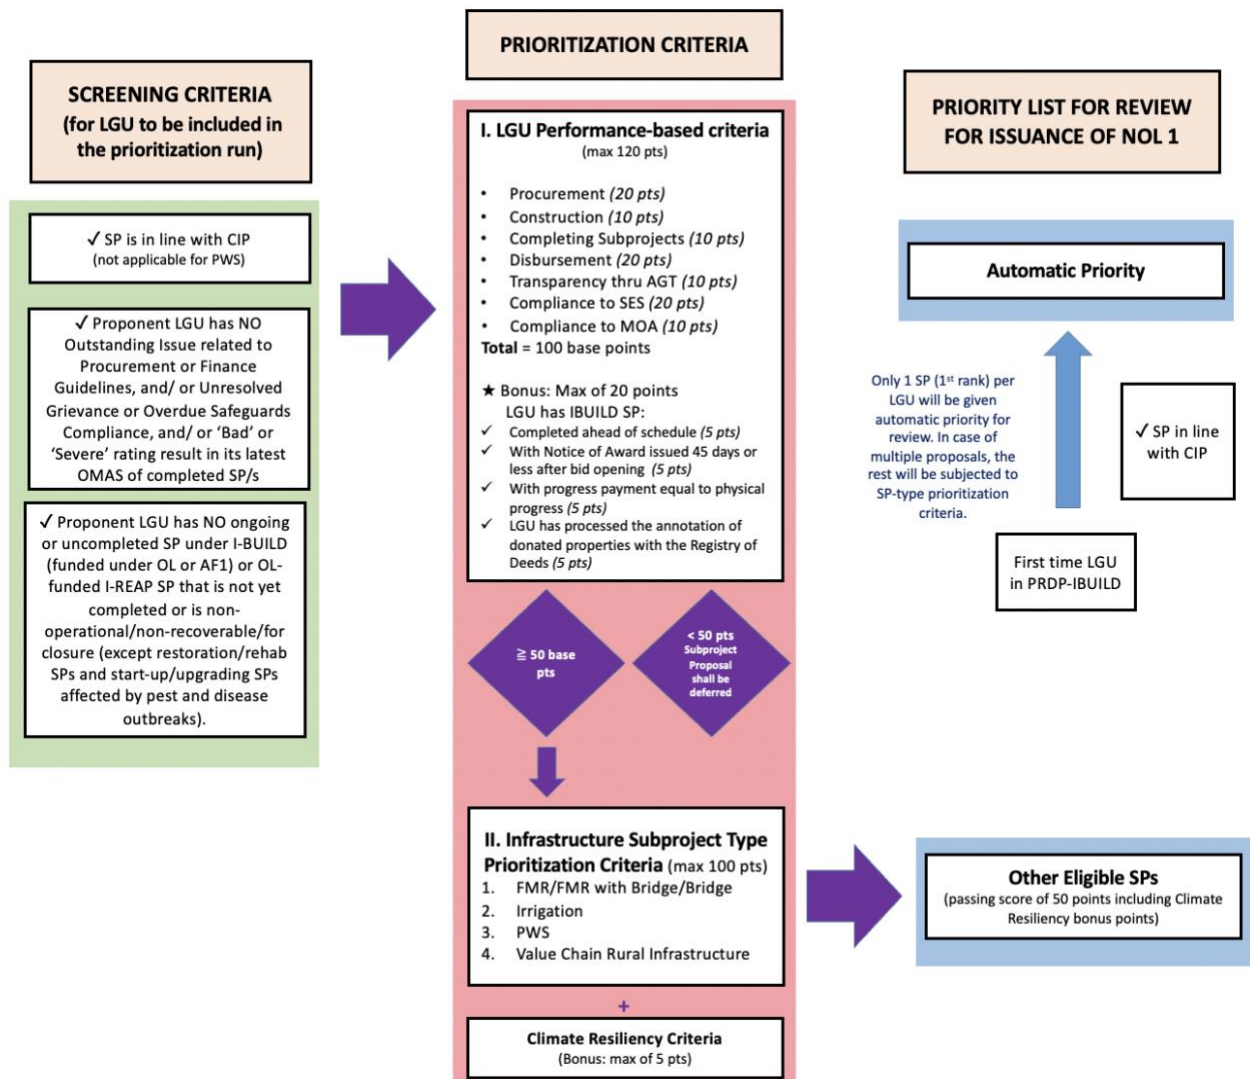 SCREENING CRITERIA
(for LGU to be included in
the prioritization run)
✓ SP is in line with CIP
(not applicable for PWS)
✓ Proponent LGU has NO
Outstanding Issue related to
Procurement or Finance
Guidelines, and/ or Unresolved
Grievance or Overdue Safeguards
Compliance, and/ or ‘Bad’ or
‘Severe’ rating result in its latest
OMAS of completed SP/s
✓ Proponent LGU has NO ongoing
or uncompleted SP under I-BUILD
(funded under OL or AF1) or OL-
funded I-REAP SP that is not yet
completed or is non-
operational/non-recoverable/for
closure (except restoration/rehab
SPs and start-up/upgrading SPs
affected by pest and disease
outbreaks).
PRIORITIZATION CRITERIA
I. LGU Performance-based criteria
(max 120 pts)
• Procurement (20 pts)
• Construction (10 pts)
• Completing Subprojects (10 pts)
• Disbursement (20 pts)
• Transparency thru AGT (10 pts)
• Compliance to SES (20 pts)
• Compliance to MOA (10 pts)
Total = 100 base points
★ Bonus: Max of 20 points
LGU has IBUILD SP:
✓ Completed ahead of schedule (5 pts)
✓ With Notice of Award issued 45 days or
less after bid opening (5 pts)
✓ With progress payment equal to physical
progress (5 pts)
✓ LGU has processed the annotation of
donated properties with the Registry of
Deeds (5 pts)
≧ 50 base
pts
< 50 pts
Subproject
Proposal
shall be
deferred
II. Infrastructure Subproject Type
Prioritization Criteria (max 100 pts)
1. FMR/FMR with Bridge/Bridge
2. Irrigation
3. PWS
4. Value Chain Rural Infrastructure
+
Climate Resiliency Criteria
(Bonus: max of 5 pts)
PRIORITY LIST FOR REVIEW
FOR ISSUANCE OF NOL 1
Automatic Priority
Only 1 SP (1st rank) per
LGU will be given
automatic priority for
review. In case of
multiple proposals, the
rest will be subjected to
SP-type prioritization
criteria.
✓ SP in line
with CIP
First time LGU
in PRDP-IBUILD
Other Eligible SPs
(passing score of 50 points including Climate
Resiliency bonus points)